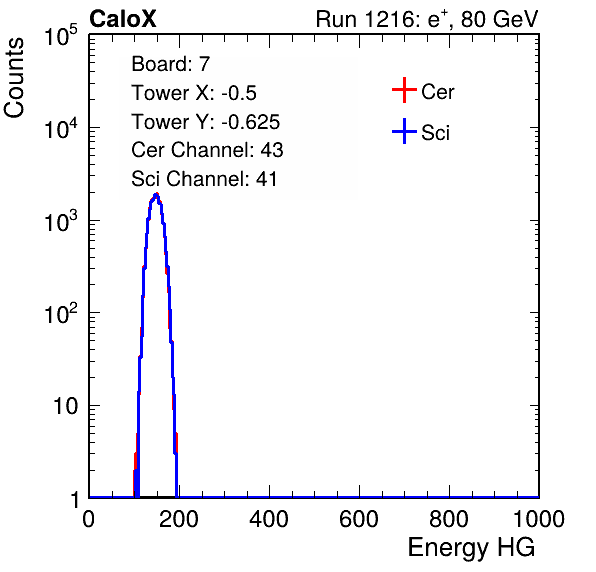 CaloX Run 1216: e⁺, 80 GeV
Counts
10⁵
10⁴
10³
10²
10
1
Board: 7
Tower X: -0.5
Tower Y: -0.625
Cer Channel: 43
Sci Channel: 41
Cer
Sci
0 200 400 600 800 1000
Energy HG